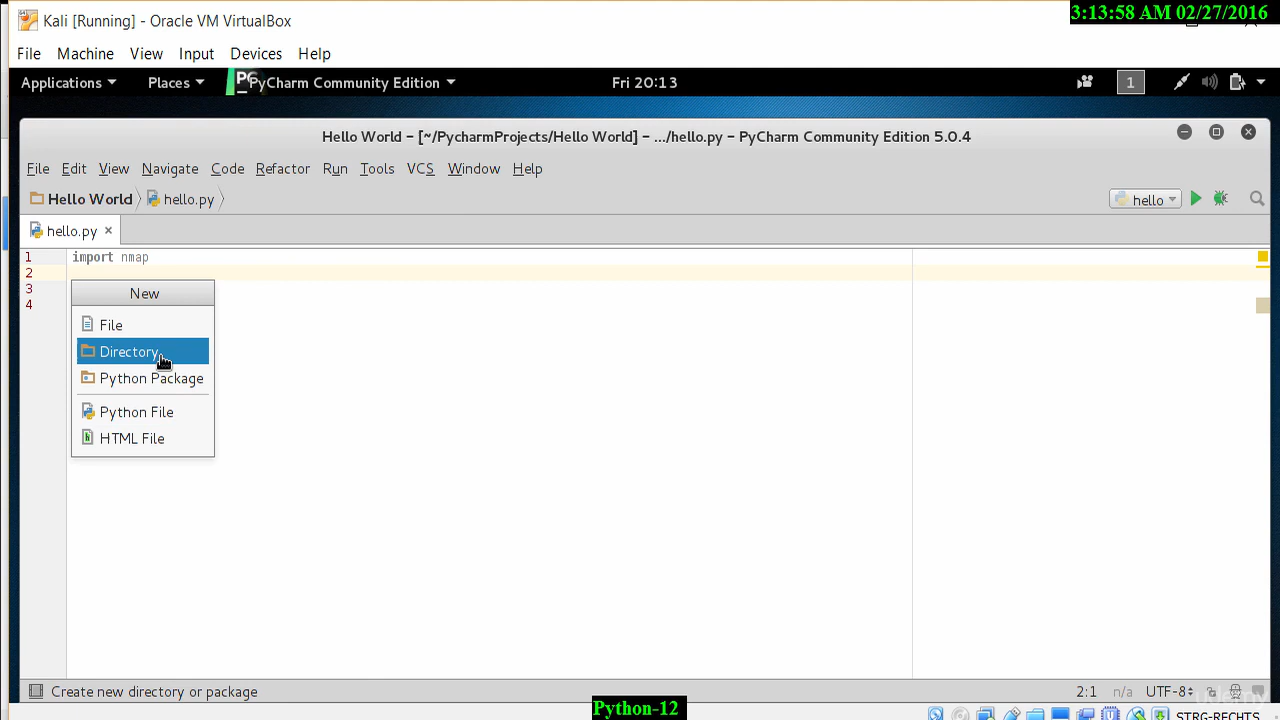 Kali [Running] - Oracle VM VirtualBox
3:13:58 AM 02/27/2016
File Machine View Input Devices Help
Applications Places PC PyCharm Community Edition Fri 20:13 1
Hello World – [~/PycharmProjects/Hello World] – .../hello.py – PyCharm Community Edition 5.0.4
File Edit View Navigate Code Refactor Run Tools VCS Window Help
Hello World hello.py hello
hello.py ×
1 import nmap
2
3
4
New
File
Directory
Python Package
Python File
HTML File
Create new directory or package 2:1 n/a UTF-8
udemy
Python-12
STRG-RECHTS